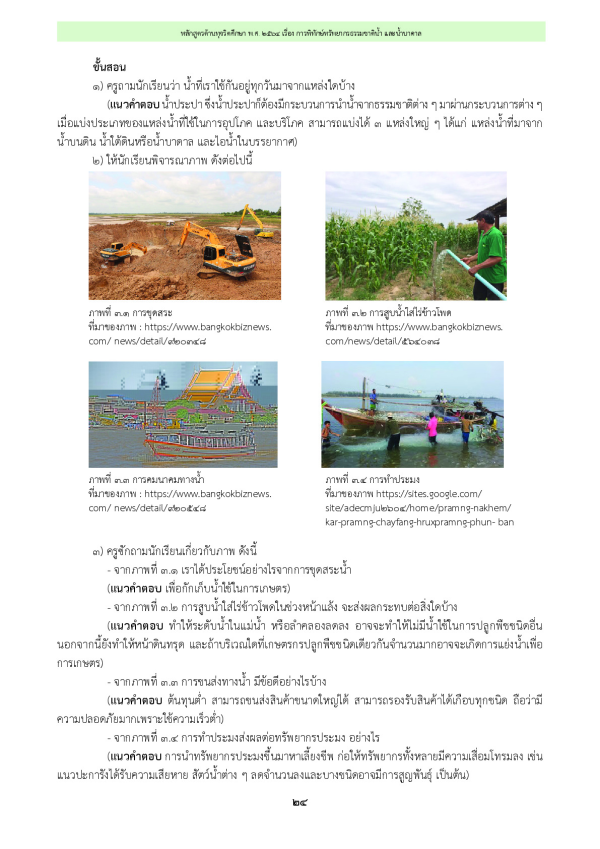 หลักสูตรต้านทุจริตศึกษา พ.ศ. ๒๕๖๔ เรื่อง การพิทักษ์ทรัพยากรธรรมชาติน้ำ และน้ำบาดาล
ขั้นสอน
๑) ครูถามนักเรียนว่า น้ำที่เราใช้กันอยู่ทุกวันมาจากแหล่งใดบ้าง
(แนวคำตอบ น้ำประปา ซึ่งน้ำประปาก็ต้องมีกระบวนการนำน้ำจากธรรมชาติต่าง ๆ มาผ่านกระบวนการต่าง ๆ
เมื่อแบ่งประเภทของแหล่งน้ำที่ใช้ในการอุปโภค และบริโภค สามารถแบ่งได้ ๓ แหล่งใหญ่ ๆ ได้แก่ แหล่งน้ำที่มาจาก
น้ำบนดิน น้ำใต้ดินหรือน้ำบาดาล และไอน้ำในบรรยากาศ)
๒) ให้นักเรียนพิจารณาภาพ ดังต่อไปนี้
ภาพที่ ๓.๑ การขุดสระ
ที่มาของภาพ : https://www.bangkokbiznews.
com/ news/detail/๙๒๐๓๔๘
ภาพที่ ๓.๒ การสูบน้ำใส่ไร่ข้าวโพด
ที่มาของภาพ https://www.bangkokbiznews.
com/news/detail/๕๖๔๐๓๘
ภาพที่ ๓.๓ การคมนาคมทางน้ำ
ที่มาของภาพ : https://www.bangkokbiznews.
com/ news/detail/๙๒๐๕๔๘
ภาพที่ ๓.๔ การทำประมง
ที่มาของภาพ https://sites.google.com/
site/adecmju๒๖๐๔/home/pramng-nakhem/
kar-pramng-chayfang-hruxpramng-phun- ban
๓) ครูซักถามนักเรียนเกี่ยวกับภาพ ดังนี้
- จากภาพที่ ๓.๑ เราได้ประโยชน์อย่างไรจากการขุดสระน้ำ
(แนวคำตอบ เพื่อกักเก็บน้ำใช้ในการเกษตร)
- จากภาพที่ ๓.๒ การสูบน้ำใส่ไร่ข้าวโพดในช่วงหน้าแล้ง จะส่งผลกระทบต่อสิ่งใดบ้าง
(แนวคำตอบ ทำให้ระดับน้ำในแม่น้ำ หรือลำคลองลดลง อาจจะทำให้ไม่มีน้ำใช้ในการปลูกพืชชนิดอื่น
นอกจากนี้ยังทำให้หน้าดินทรุด และถ้าบริเวณใดที่เกษตรกรปลูกพืชชนิดเดียวกันจำนวนมากอาจจะเกิดการแย่งน้ำเพื่อ
การเกษตร)
- จากภาพที่ ๓.๓ การขนส่งทางน้ำ มีข้อดีอย่างไรบ้าง
(แนวคำตอบ ต้นทุนต่ำ สามารถขนส่งสินค้าขนาดใหญ่ได้ สามารถรองรับสินค้าได้เกือบทุกชนิด ถือว่ามี
ความปลอดภัยมากเพราะใช้ความเร็วต่ำ)
- จากภาพที่ ๓.๔ การทำประมงส่งผลต่อทรัพยากรประมง อย่างไร
(แนวคำตอบ การนำทรัพยากรประมงขึ้นมาหาเลี้ยงชีพ ก่อให้ทรัพยากรทั้งหลายมีความเสื่อมโทรมลง เช่น
แนวปะการังได้รับความเสียหาย สัตว์น้ำต่าง ๆ ลดจำนวนลงและบางชนิดอาจมีการสูญพันธุ์ เป็นต้น)
๒๔